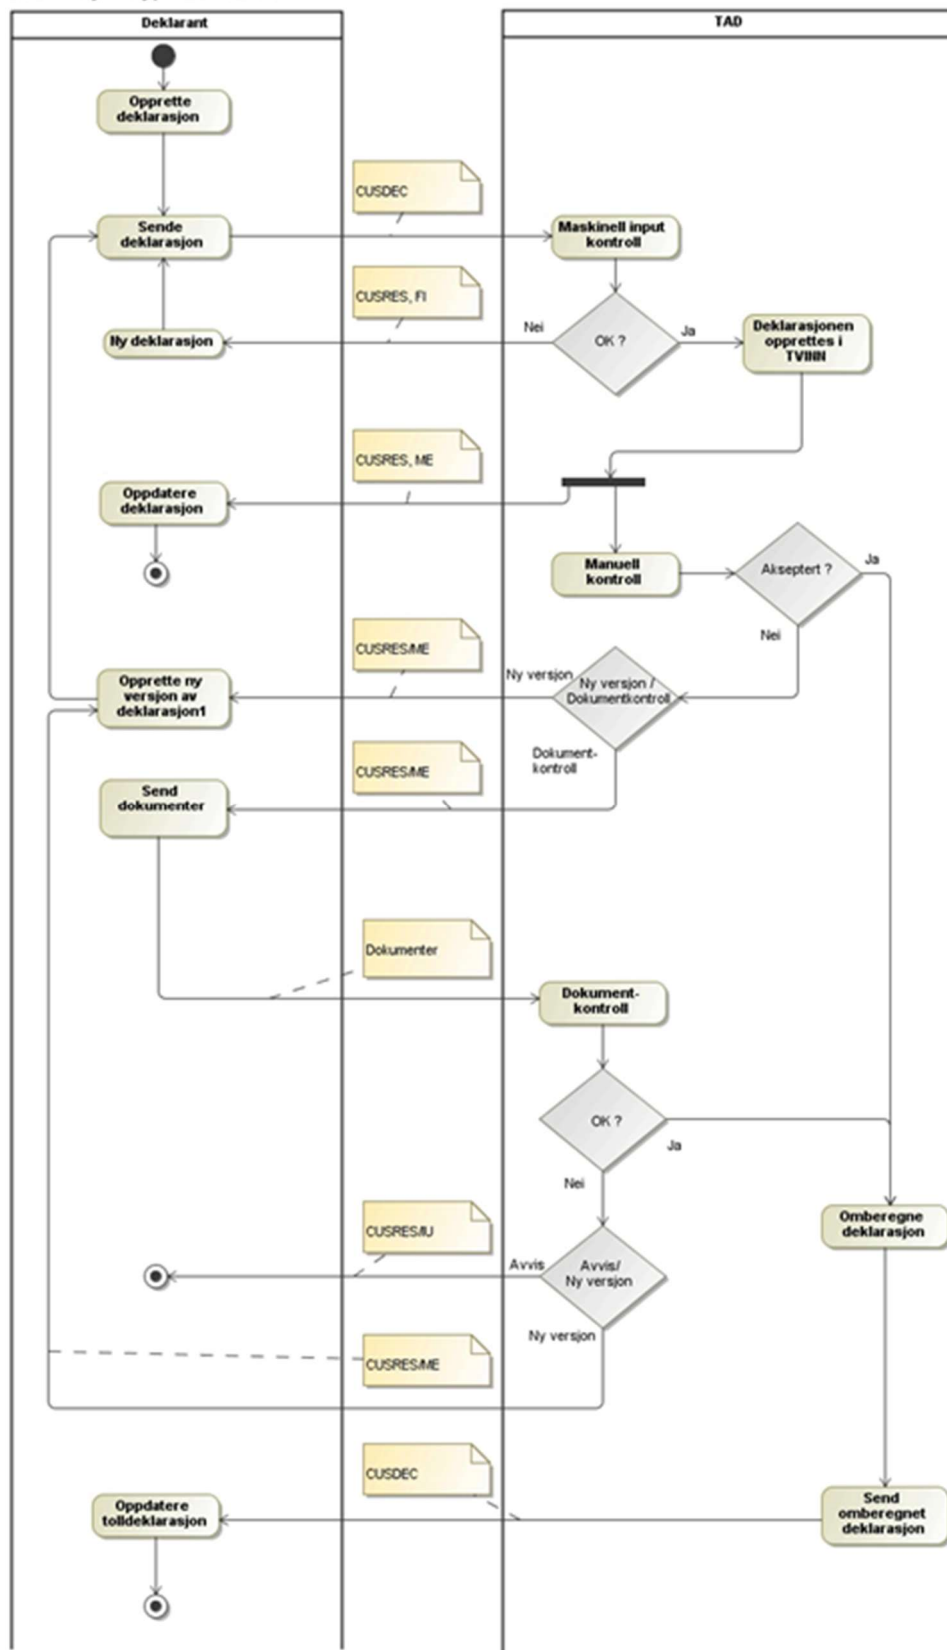 Deklarant
TAD
Opprette
deklarasjon
CUSDEC
Sende
deklarasjon
Maskinell input
kontroll
CUSRES, FI
Ny deklarasjon
Nei
OK ?
Ja
Deklarasjonen
opprettes i
TVINN
CUSRES, ME
Oppdatere
deklarasjon
Manuell
kontroll
Akseptert ?
Ja
Nei
CUSRES/ME
Opprette ny
versjon av
deklarasjon1
Ny versjon
Ny versjon /
Dokumentkontroll
Dokument-
kontroll
CUSRES/ME
Send
dokumenter
Dokumenter
Dokument-
kontroll
OK ?
Ja
Nei
CUSRES/IU
Omberegne
deklarasjon
Avvis
Avvis/
Ny versjon
Ny versjon
CUSRES/ME
CUSDEC
Oppdatere
tolldeklarasjon
Send
omberegnet
deklarasjon